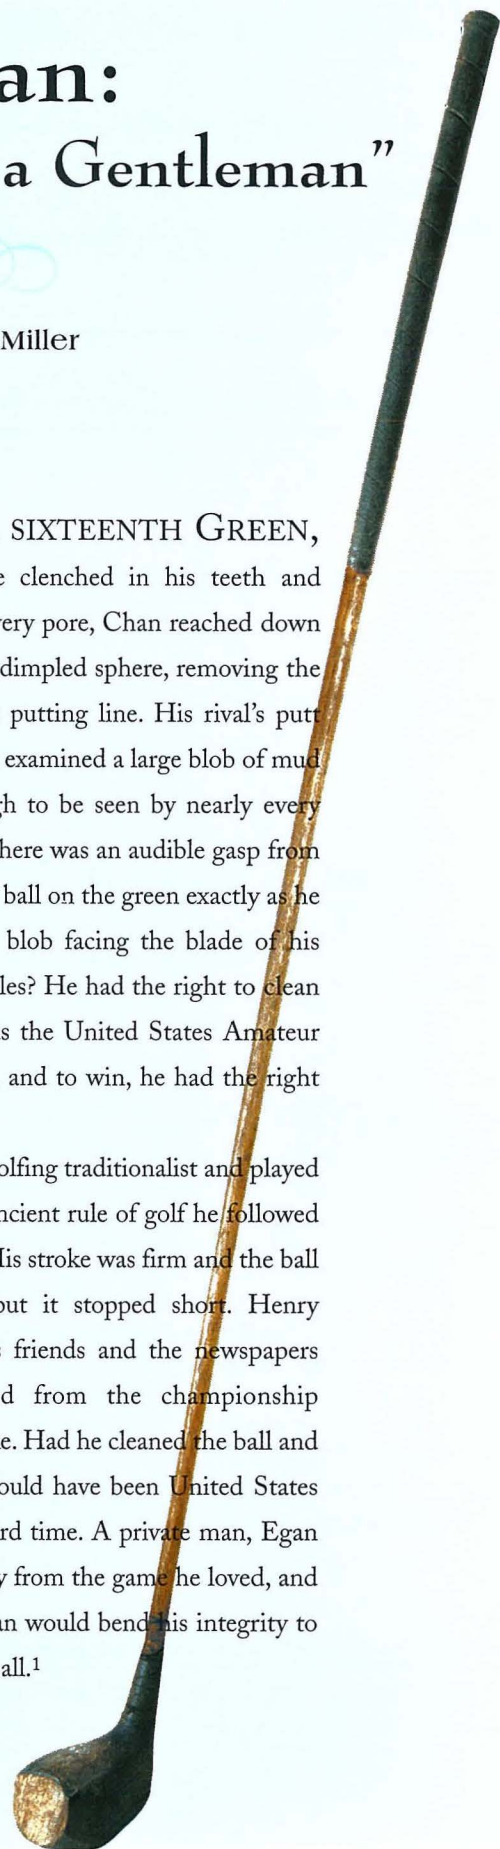 an:
a Gentleman”
Miller
SIXTEENTH GREEN,
e clenched in his teeth and
very pore, Chan reached down
dimpled sphere, removing the
putting line. His rival's putt
examined a large blob of mud
gh to be seen by nearly every
here was an audible gasp from
ball on the green exactly as he
blob facing the blade of his
les? He had the right to clean
s the United States Amateur
and to win, he had the right
olfing traditionalist and played
ncient rule of golf he followed
His stroke was firm and the ball
out it stopped short. Henry
s friends and the newspapers
d from the championship
e. Had he cleaned the ball and
ould have been United States
rd time. A private man, Egan
y from the game he loved, and
an would bend his integrity to
all.1